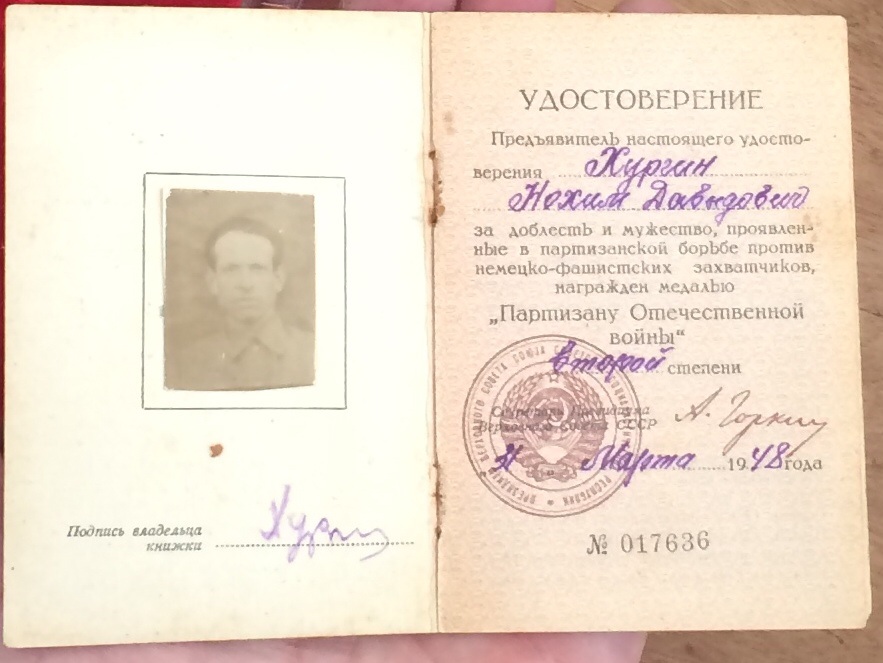 Подпись владельца
книжки
Хургин
УДОСТОВЕРЕНИЕ
Предъявитель настоящего удосто-
верения Хургин
Нохим Давыдович
за доблесть и мужество, проявлен-
ные в партизанской борьбе против
немецко-фашистских захватчиков,
награжден медалью
„Партизану Отечественной
войны“
второй степени
Секретарь Президиума
Верховного Совета СССР А. Горкин
Марта 1948 года
№ 017636